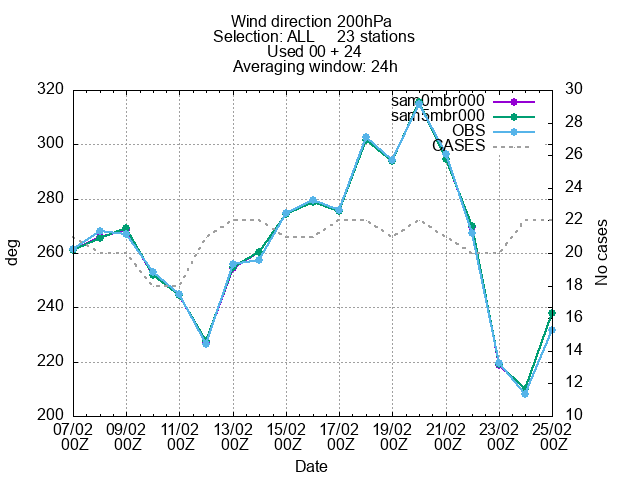 Wind direction 200hPa
Selection: ALL 23 stations
Used 00 + 24
Averaging window: 24h
320
300
280
260
240
220
200
deg
30
28
26
24
22
20
18
16
14
12
10
No cases
sam0mbr000
sam5mbr000
OBS
CASES
07/02 09/02 11/02 13/02 15/02 17/02 19/02 21/02 23/02 25/02
00Z 00Z 00Z 00Z 00Z 00Z 00Z 00Z 00Z 00Z
Date